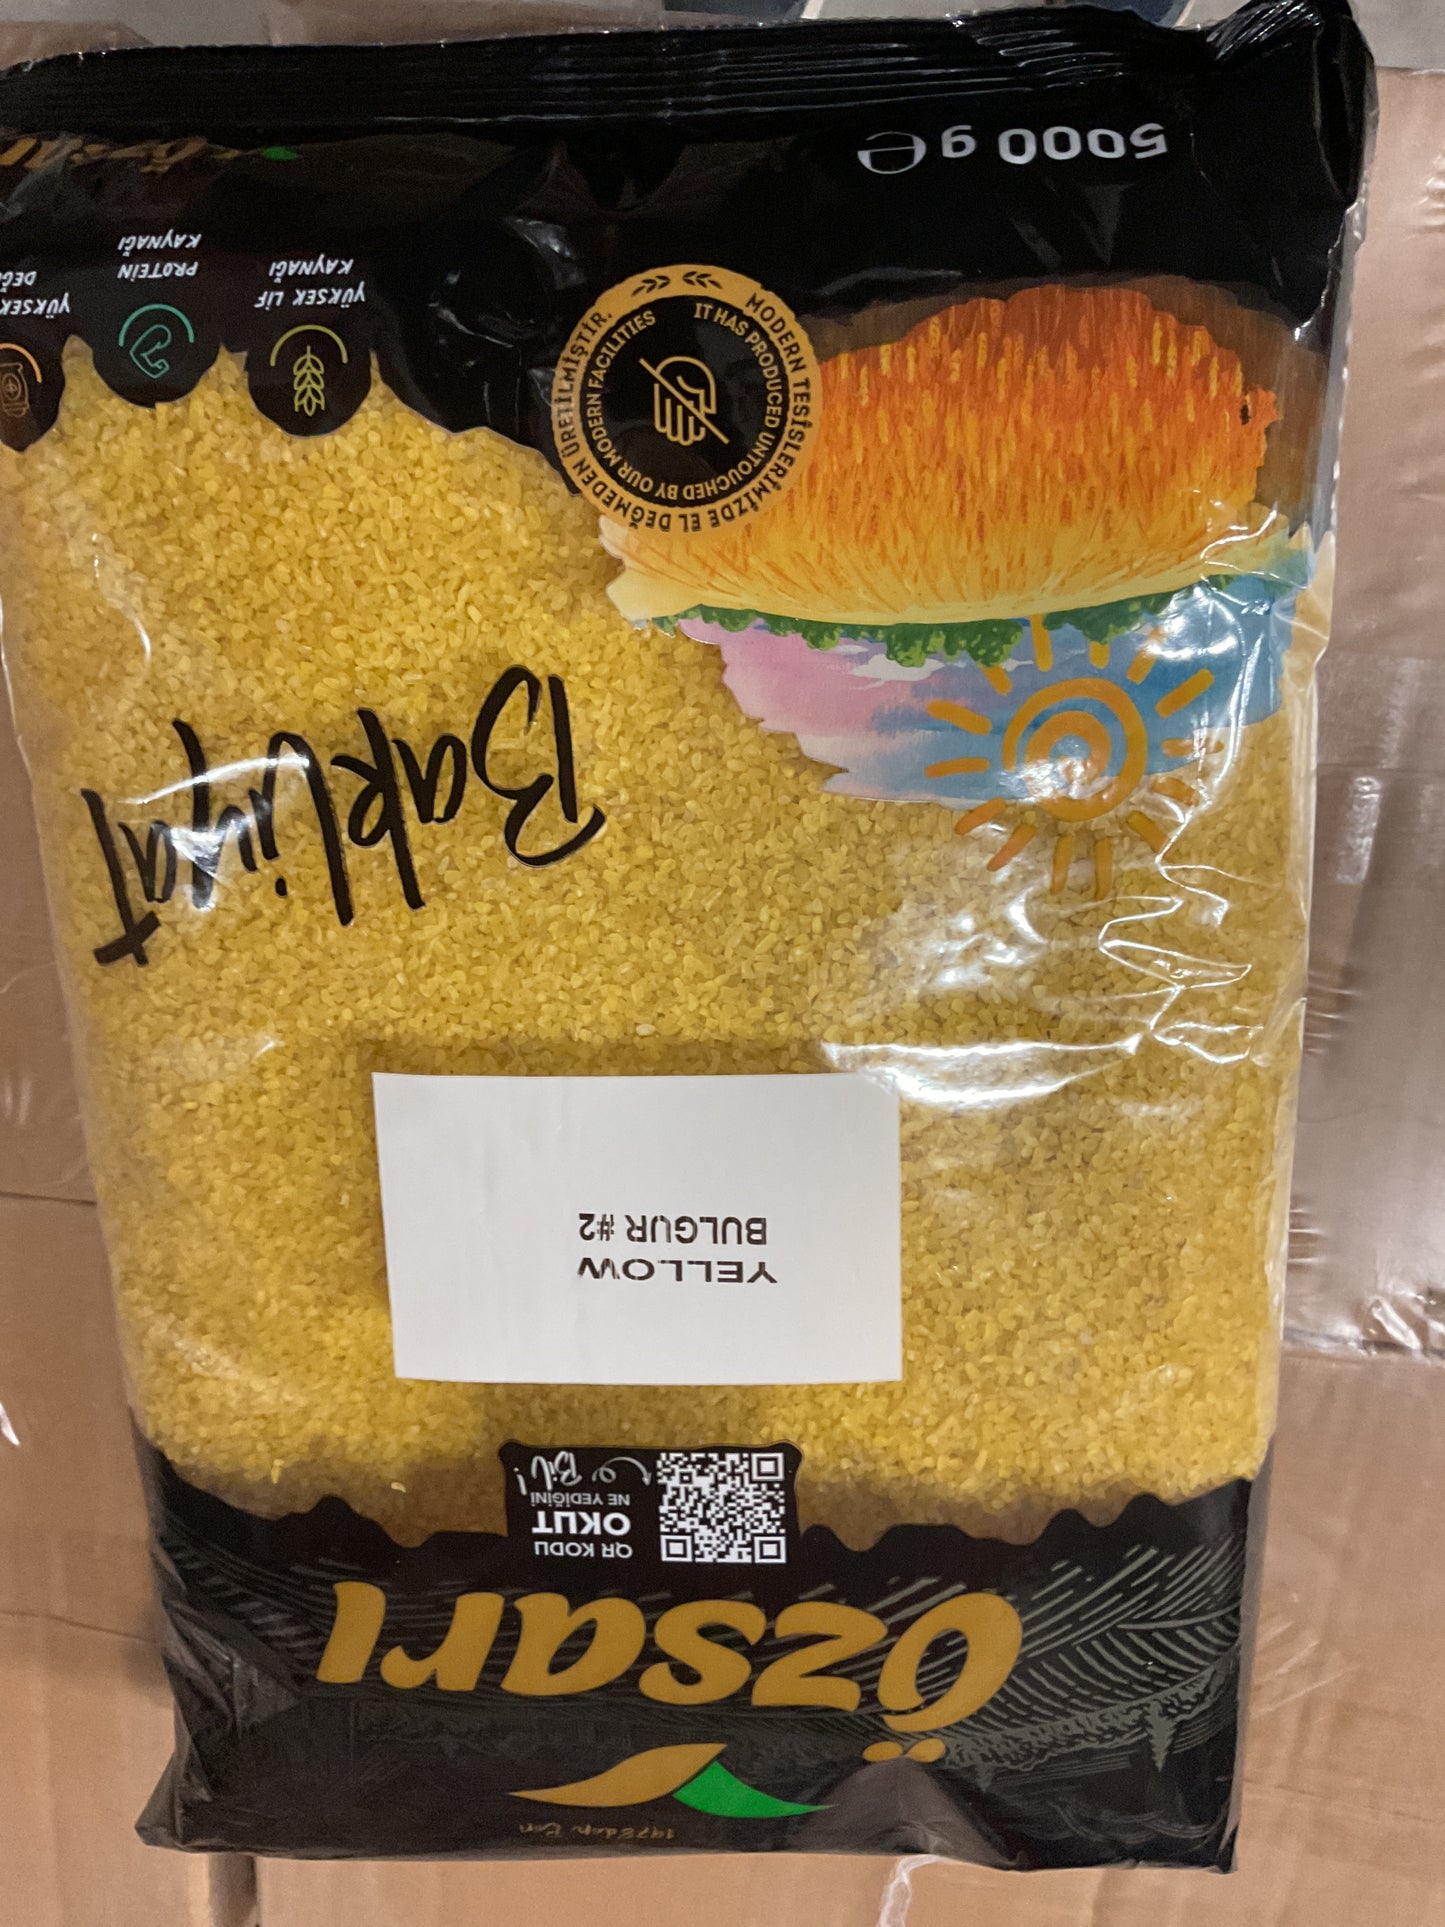 Özsarı
QR KODU
OKUT
NE YEDİĞİNİ
Bil!
YELLOW
BULGUR #2
Bakliyat
MODERN TESİSLERİMİZDE EL DEĞMEDEN ÜRETİLMİŞTİR.
IT HAS PRODUCED UNTOUCHED BY OUR MODERN FACILITIES
YÜKSEK LİF
KAYNAĞI
PROTEİN
KAYNAĞI
YÜKSEK
5000 g e
Özsarı